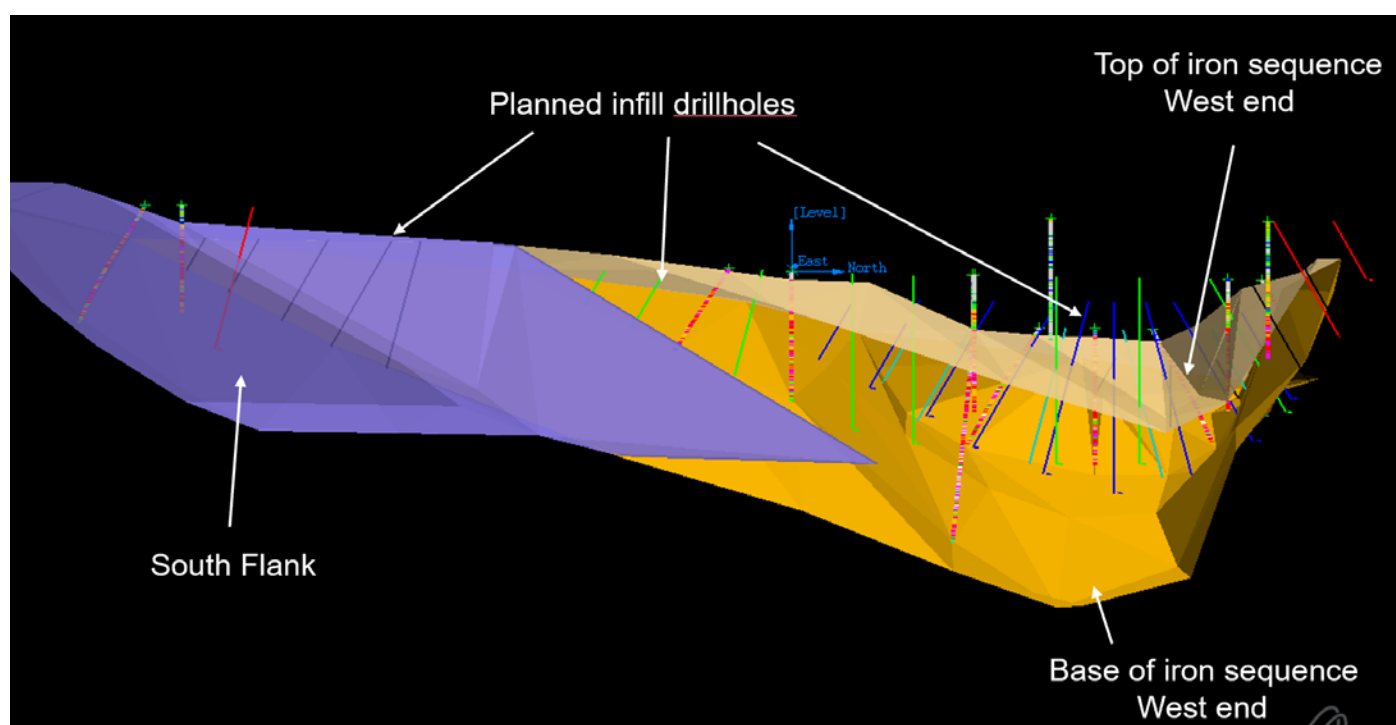 Top of iron sequence
West end
Planned infill drillholes
[Level]
East
North
South Flank
Base of iron sequence
West end